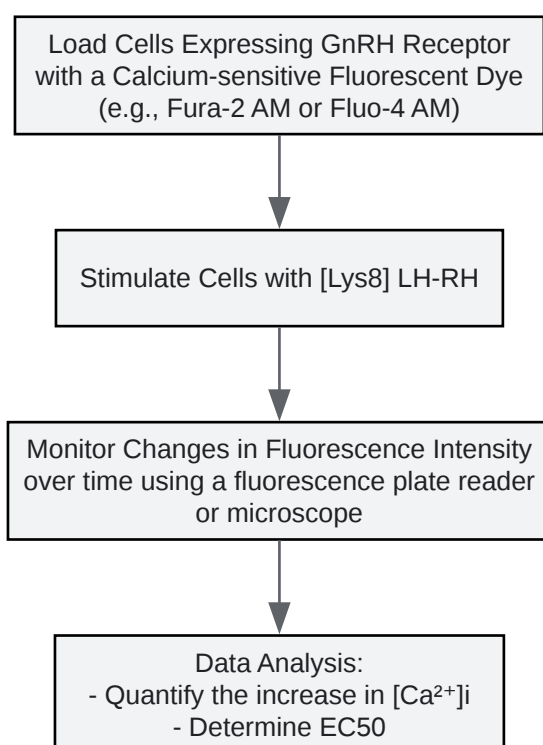 Load Cells Expressing GnRH Receptor
with a Calcium-sensitive Fluorescent Dye
(e.g., Fura-2 AM or Fluo-4 AM)
Stimulate Cells with [Lys8] LH-RH
Monitor Changes in Fluorescence Intensity
over time using a fluorescence plate reader
or microscope
Data Analysis:
- Quantify the increase in [Ca²⁺]i
- Determine EC50